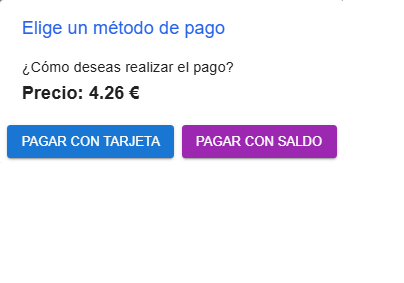 Elige un método de pago
¿Cómo deseas realizar el pago?
Precio: 4.26 €
PAGAR CON TARJETA
PAGAR CON SALDO